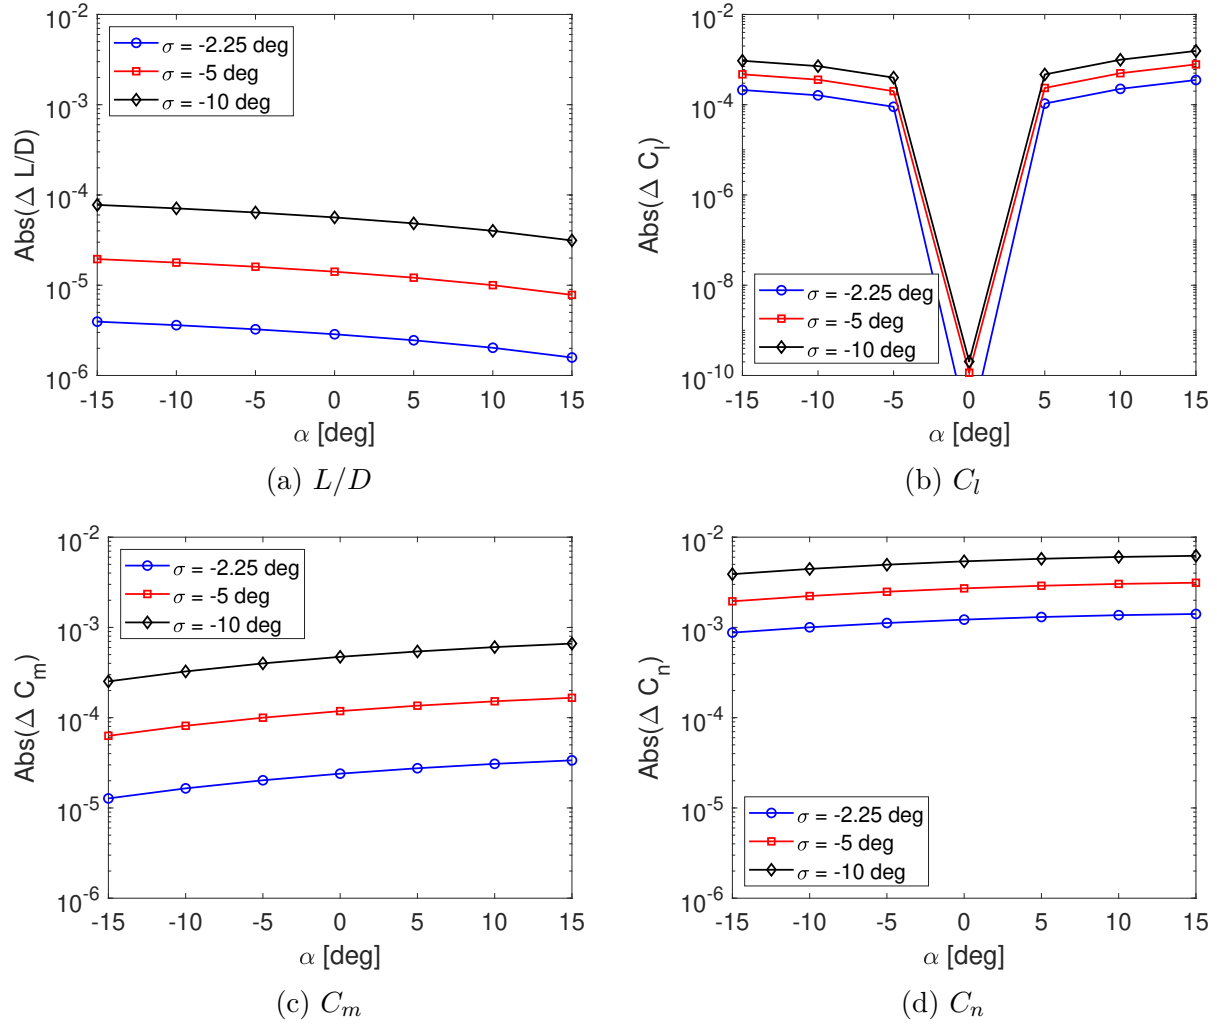 10^-2
10^-3
10^-4
10^-5
10^-6
Abs(Δ L/D)
σ = -2.25 deg
σ = -5 deg
σ = -10 deg
-15 -10 -5 0 5 10 15
α [deg]
(a) L/D
10^-2
10^-4
10^-6
10^-8
10^-10
Abs(Δ C_l)
σ = -2.25 deg
σ = -5 deg
σ = -10 deg
-15 -10 -5 0 5 10 15
α [deg]
(b) C_l
10^-2
10^-3
10^-4
10^-5
10^-6
Abs(Δ C_m)
σ = -2.25 deg
σ = -5 deg
σ = -10 deg
-15 -10 -5 0 5 10 15
α [deg]
(c) C_m
10^-2
10^-3
10^-4
10^-5
10^-6
Abs(Δ C_n)
σ = -2.25 deg
σ = -5 deg
σ = -10 deg
-15 -10 -5 0 5 10 15
α [deg]
(d) C_n